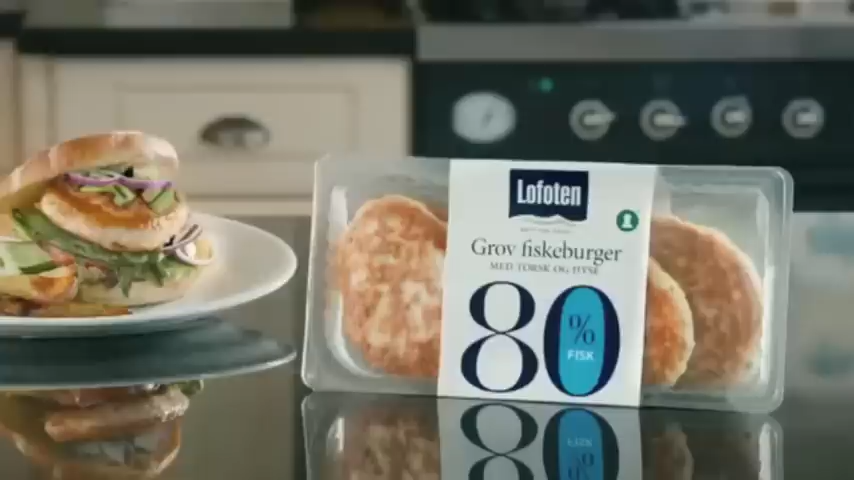 Lofoten
Grov fiskeburger
MED TORSK OG HYSE
80
%
FISK